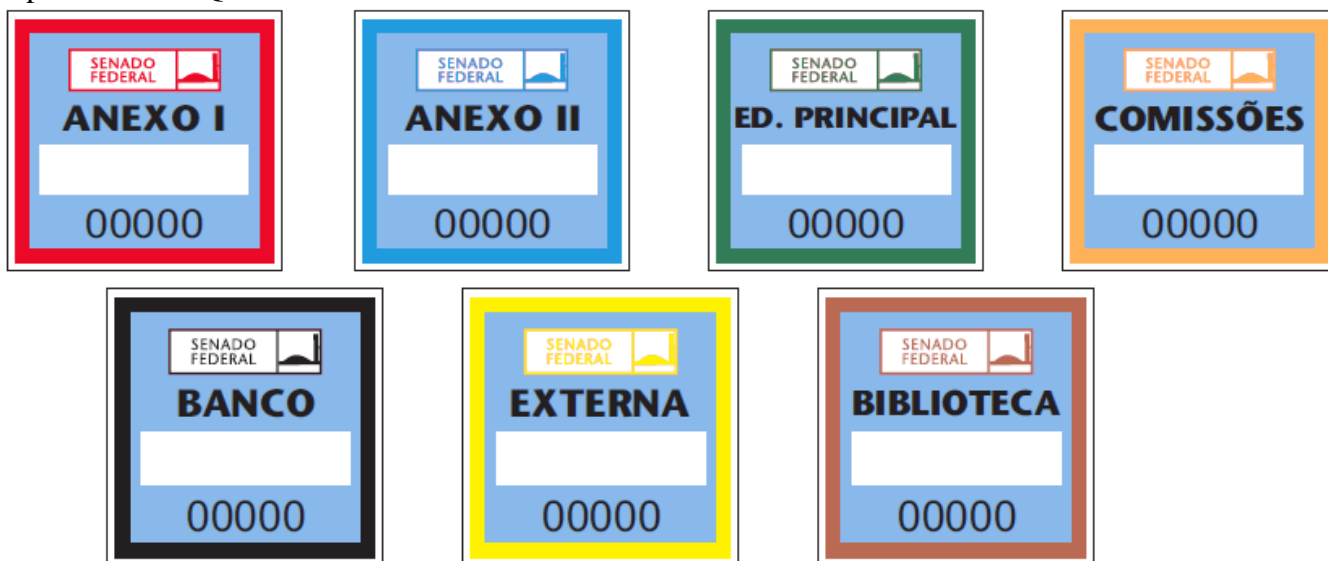 SENADO
FEDERAL
ANEXO I
00000
SENADO
FEDERAL
ANEXO II
00000
SENADO
FEDERAL
ED. PRINCIPAL
00000
SENADO
FEDERAL
COMISSÕES
00000
SENADO
FEDERAL
BANCO
00000
SENADO
FEDERAL
EXTERNA
00000
SENADO
FEDERAL
BIBLIOTECA
00000